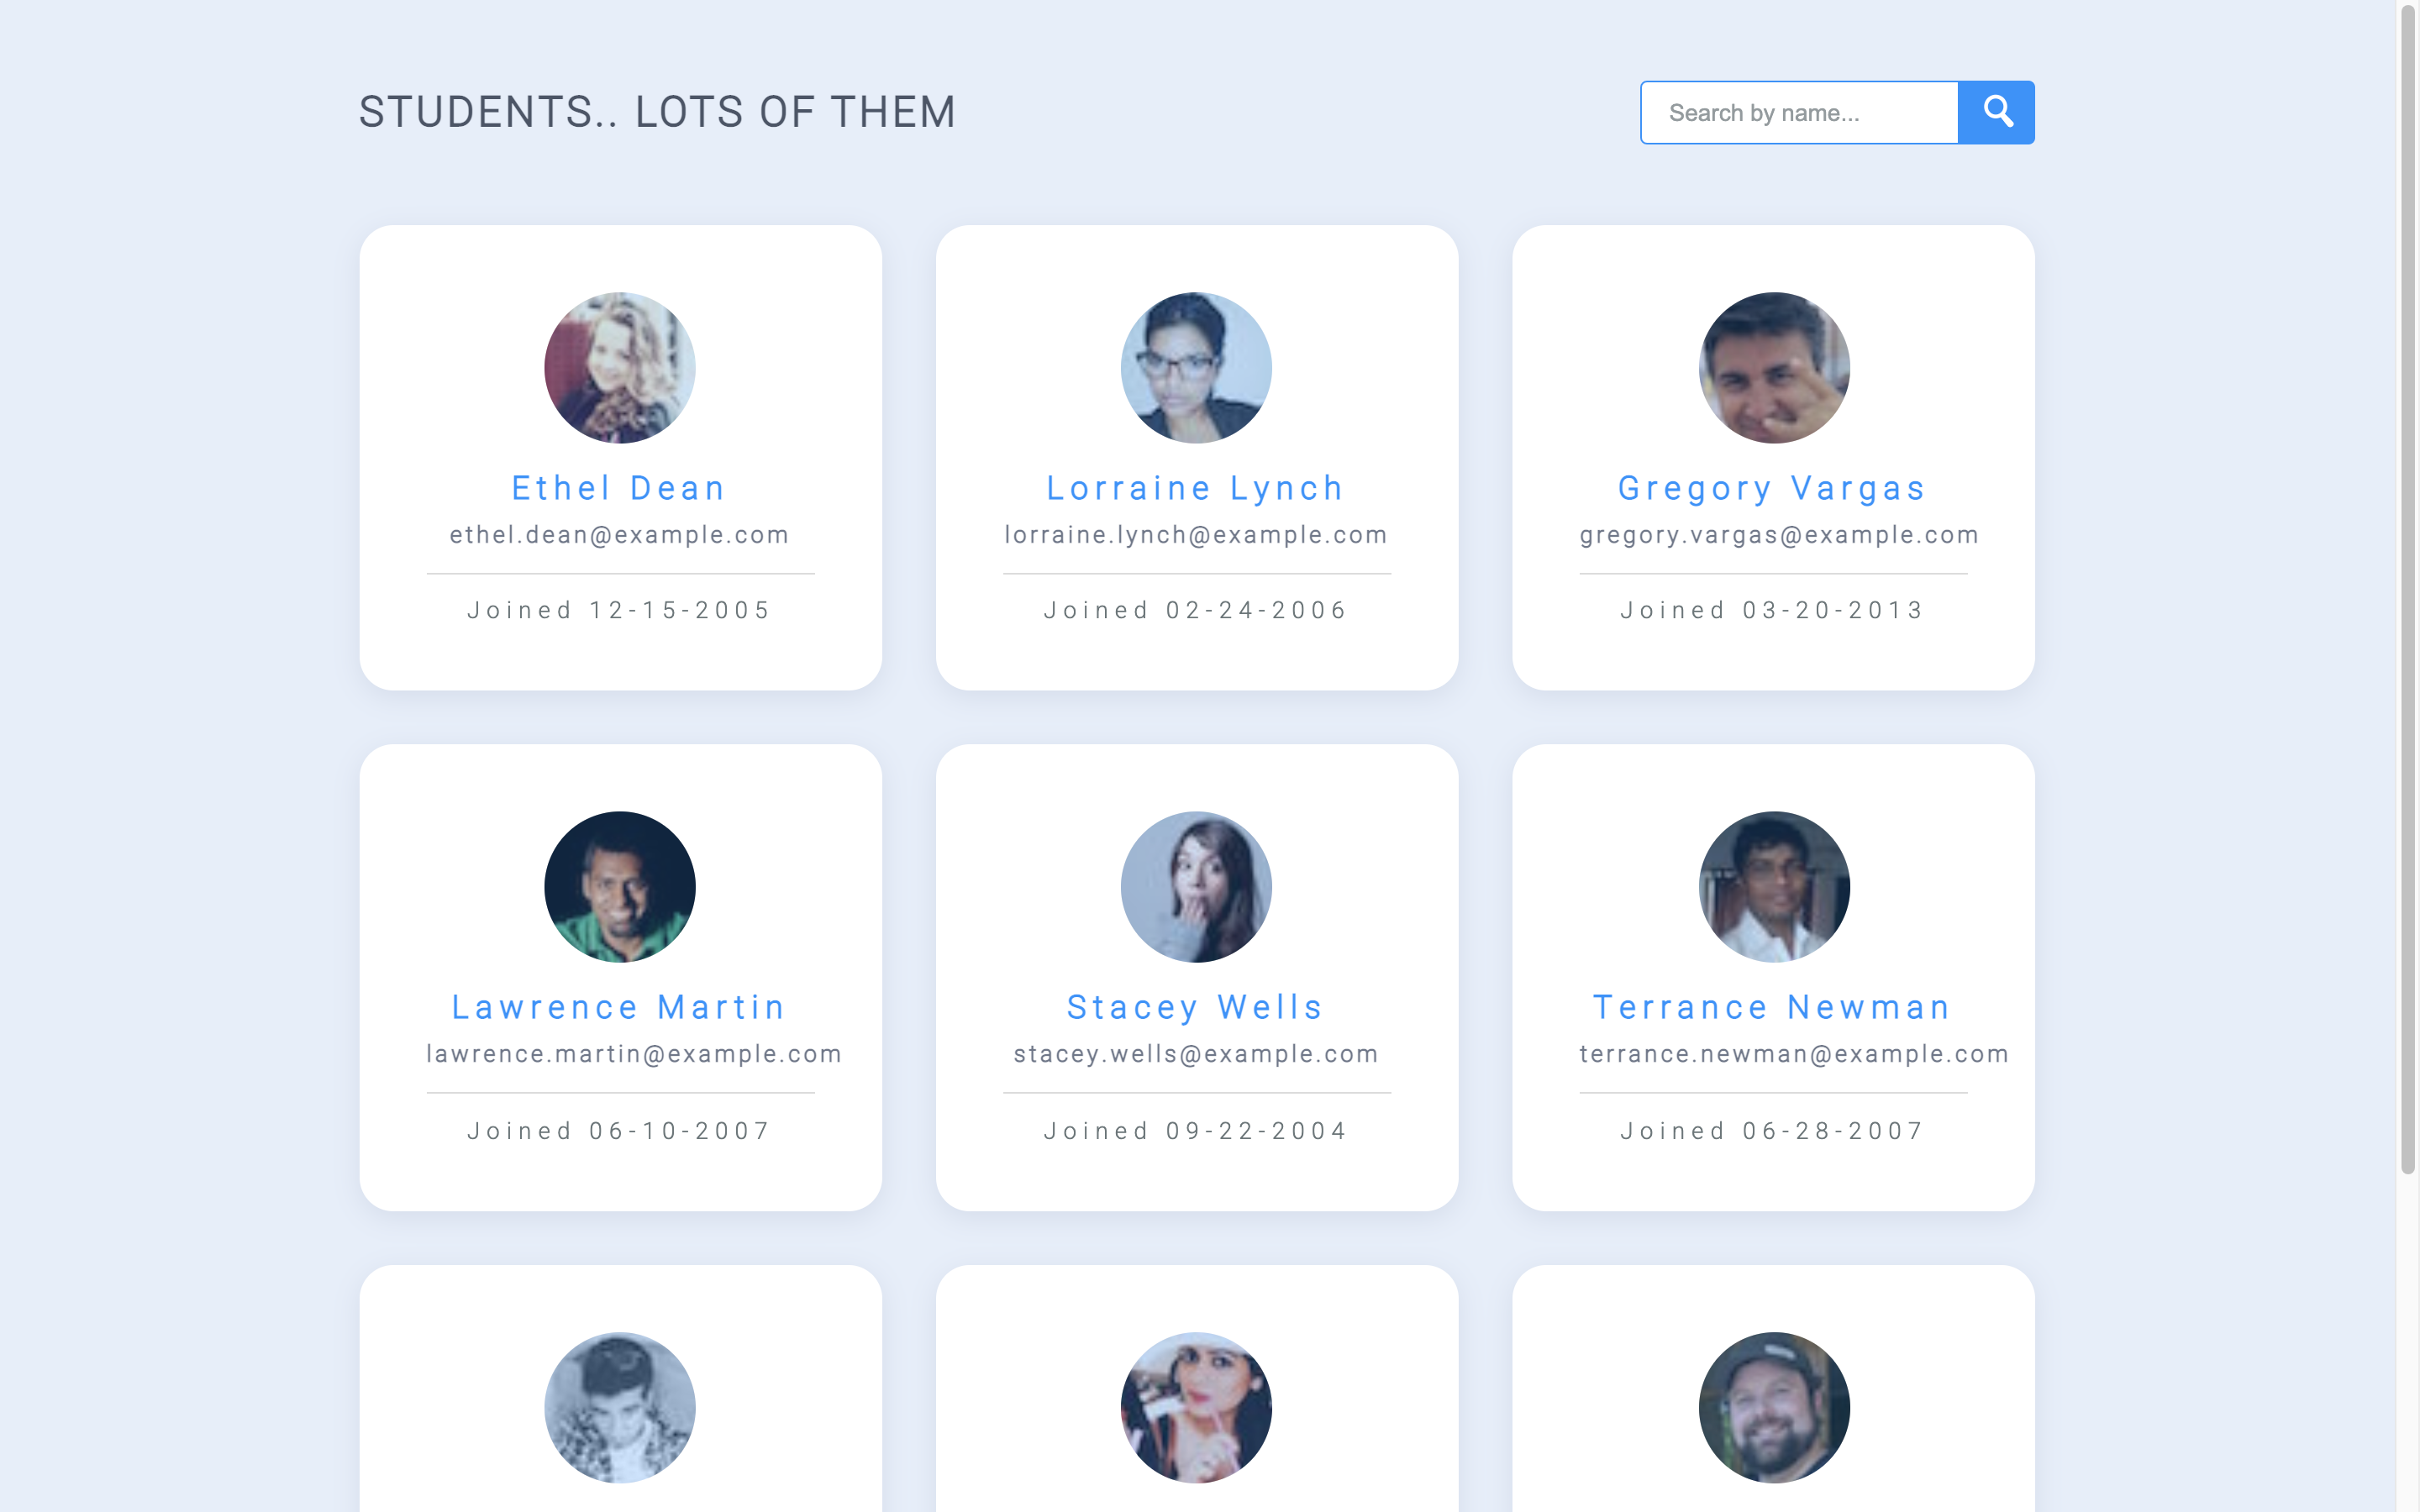 STUDENTS.. LOTS OF THEM
Search by name...
Ethel Dean
ethel.dean@example.com
Joined 12-15-2005
Lorraine Lynch
lorraine.lynch@example.com
Joined 02-24-2006
Gregory Vargas
gregory.vargas@example.com
Joined 03-20-2013
Lawrence Martin
lawrence.martin@example.com
Joined 06-10-2007
Stacey Wells
stacey.wells@example.com
Joined 09-22-2004
Terrance Newman
terrance.newman@example.com
Joined 06-28-2007